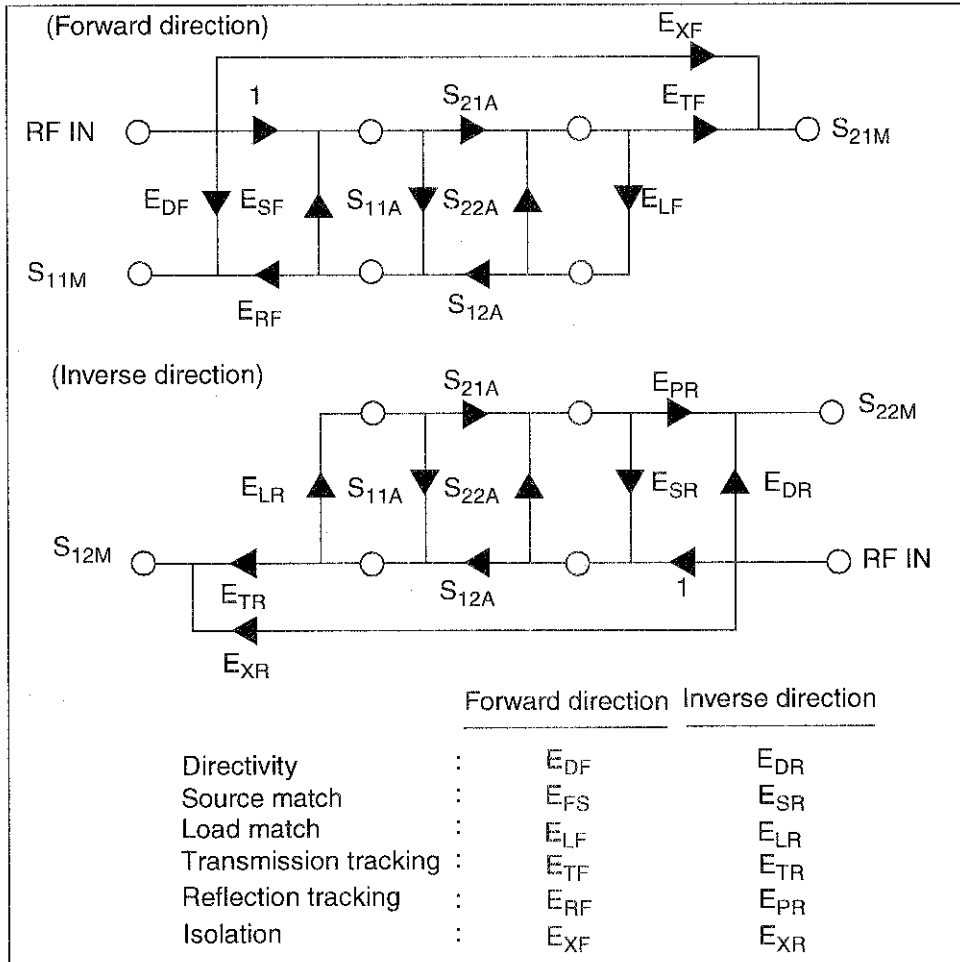 (Forward direction)
E_XF
1
S_21A
E_TF
RF IN
S_21M
E_DF
E_SF
S_11A
S_22A
E_LF
S_11M
E_RF
S_12A
(Inverse direction)
S_21A
E_PR
S_22M
E_LR
S_11A
S_22A
E_SR
E_DR
S_12M
RF IN
E_TR
S_12A
1
E_XR
Forward direction Inverse direction
Directivity : E_DF E_DR
Source match : E_FS E_SR
Load match : E_LF E_LR
Transmission tracking : E_TF E_TR
Reflection tracking : E_RF E_PR
Isolation : E_XF E_XR